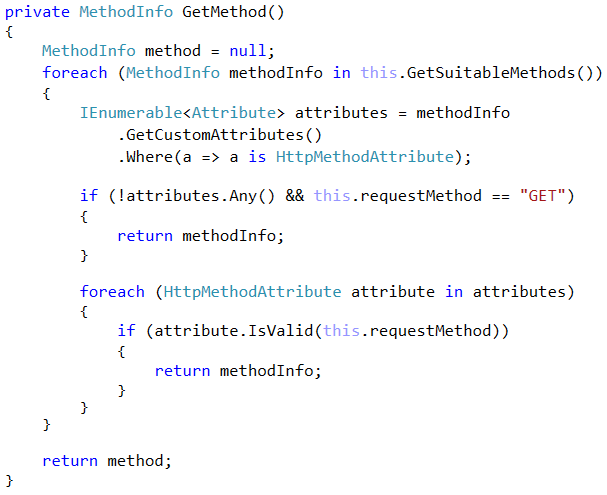 private MethodInfo GetMethod()
{
    MethodInfo method = null;
    foreach (MethodInfo methodInfo in this.GetSuitableMethods())
    {
        IEnumerable<Attribute> attributes = methodInfo
            .GetCustomAttributes()
            .Where(a => a is HttpMethodAttribute);

        if (!attributes.Any() && this.requestMethod == "GET")
        {
            return methodInfo;
        }

        foreach (HttpMethodAttribute attribute in attributes)
        {
            if (attribute.IsValid(this.requestMethod))
            {
                return methodInfo;
            }
        }
    }

    return method;
}